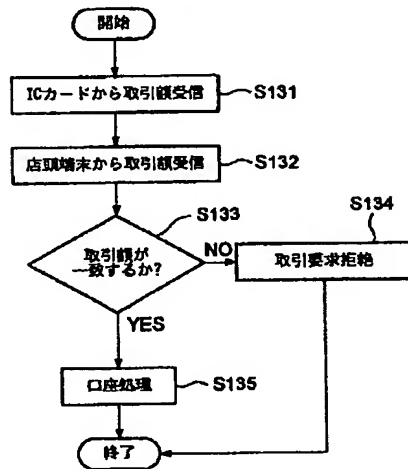 開始
ICカードから取引額受信
S131
店頭端末から取引額受信
S132
S133
取引額が
一致するか?
NO
S134
取引要求拒絶
YES
口座処理
S135
終了